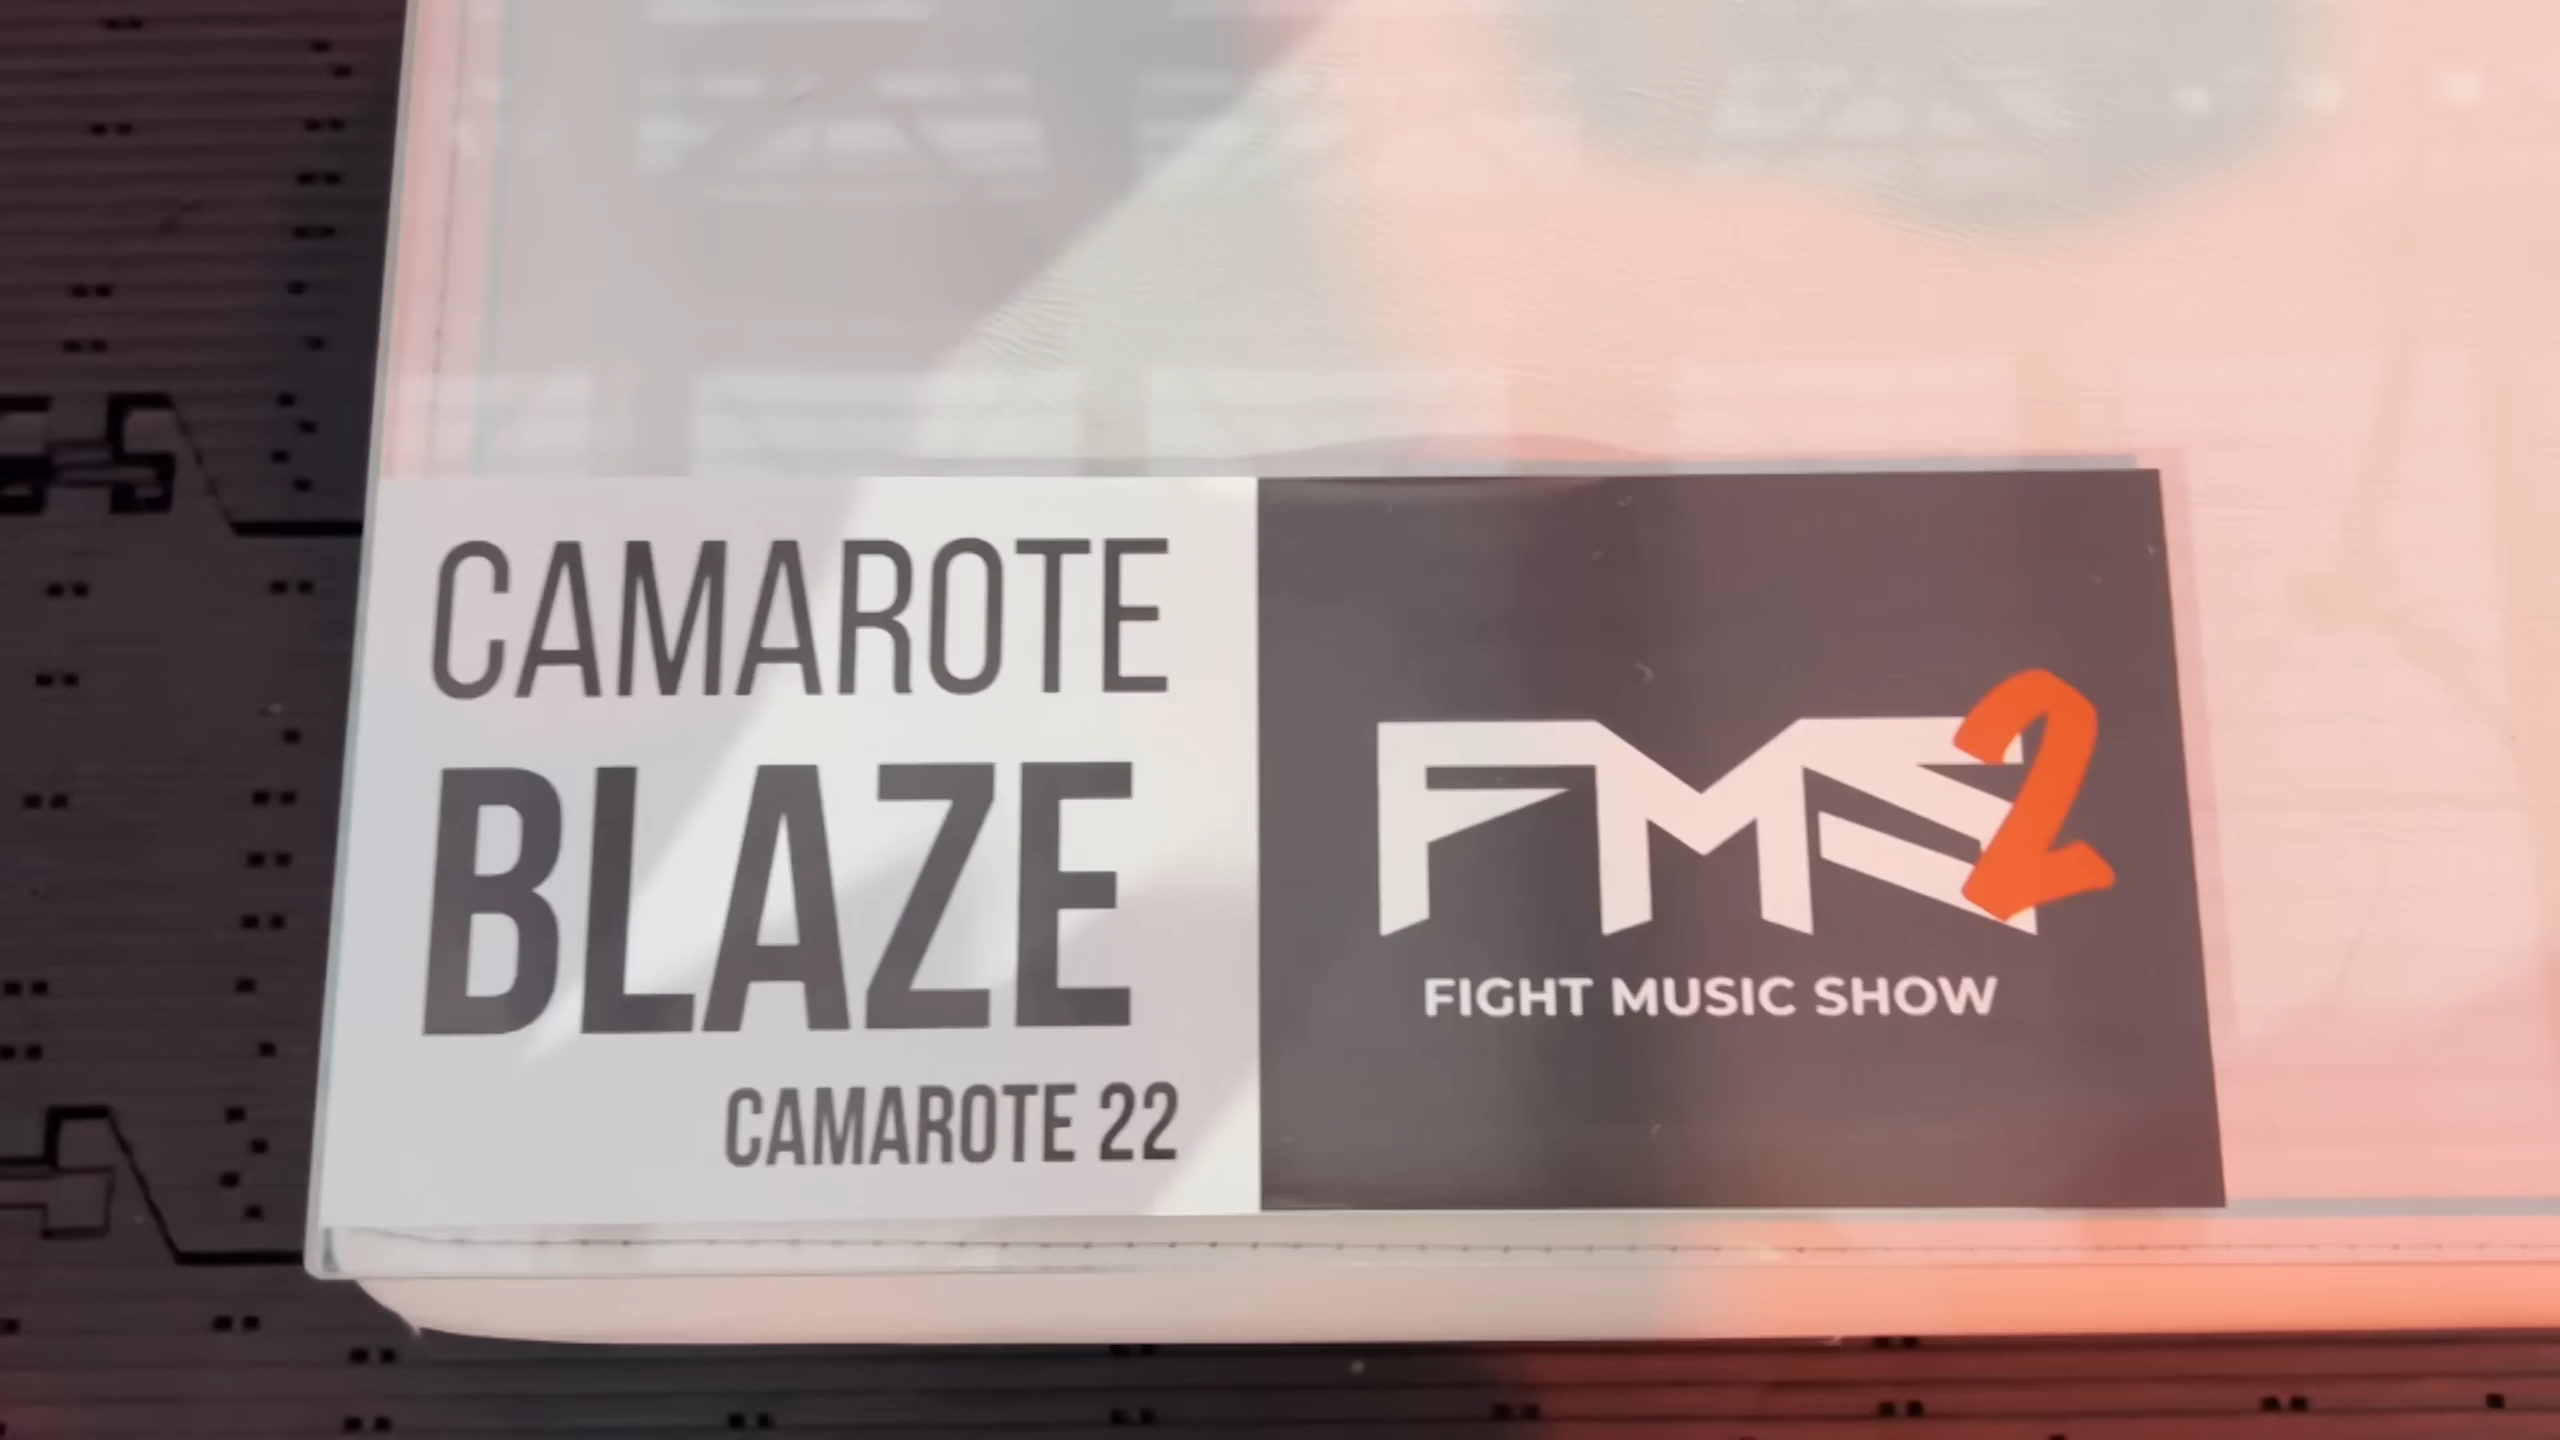 CAMAROTE
BLAZE
CAMAROTE 22
FMS2
FIGHT MUSIC SHOW